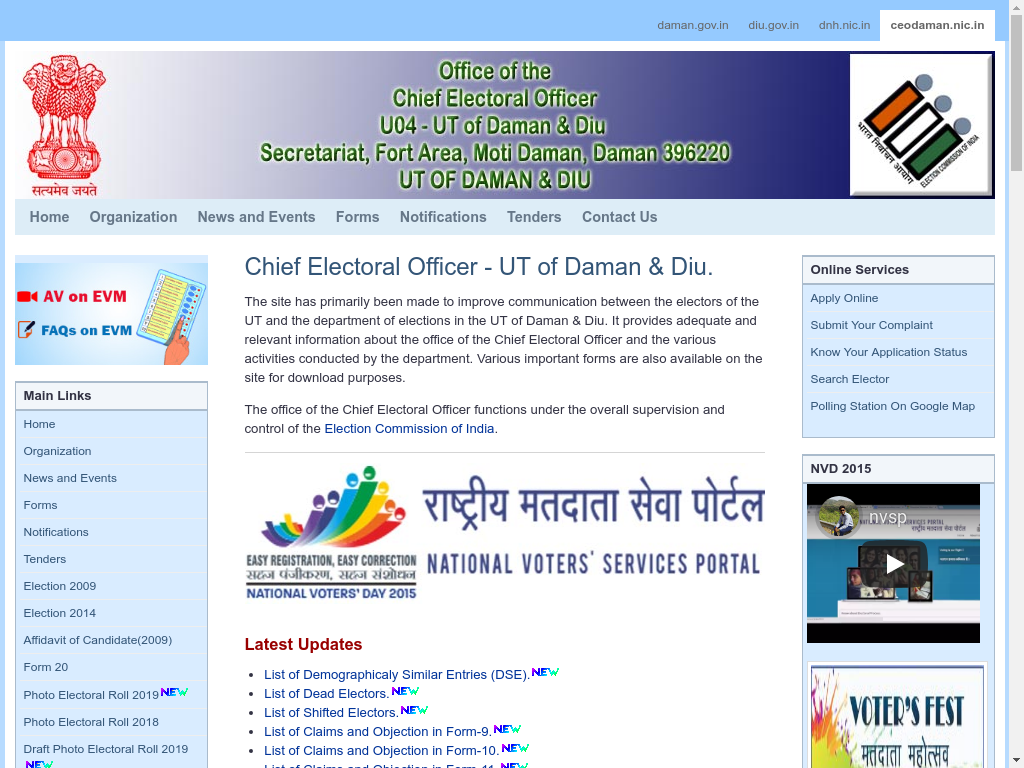 daman.gov.in diu.gov.in dnh.nic.in ceodaman.nic.in
Office of the
Chief Electoral Officer
U04 - UT of Daman & Diu
Secretariat, Fort Area, Moti Daman, Daman 396220
UT OF DAMAN & DIU
सत्यमेव जयते
भारत निर्वाचन आयोग
ELECTION COMMISSION OF INDIA
Home Organization News and Events Forms Notifications Tenders Contact Us
AV on EVM
FAQs on EVM
Main Links
Home
Organization
News and Events
Forms
Notifications
Tenders
Election 2009
Election 2014
Affidavit of Candidate(2009)
Form 20
Photo Electoral Roll 2019 NEW
Photo Electoral Roll 2018
Draft Photo Electoral Roll 2019
NEW
Chief Electoral Officer - UT of Daman & Diu.
The site has primarily been made to improve communication between the electors of the
UT and the department of elections in the UT of Daman & Diu. It provides adequate and
relevant information about the office of the Chief Electoral Officer and the various
activities conducted by the department. Various important forms are also available on the
site for download purposes.
The office of the Chief Electoral Officer functions under the overall supervision and
control of the Election Commission of India.
राष्ट्रीय मतदाता सेवा पोर्टल
NATIONAL VOTERS' SERVICES PORTAL
EASY REGISTRATION, EASY CORRECTION
सहज पंजीकरण, सहज संशोधन
NATIONAL VOTERS' DAY 2015
Latest Updates
List of Demographicaly Similar Entries (DSE). NEW
List of Dead Electors. NEW
List of Shifted Electors. NEW
List of Claims and Objection in Form-9. NEW
List of Claims and Objection in Form-10. NEW
List of Claims and Objection in Form-11. NEW
Online Services
Apply Online
Submit Your Complaint
Know Your Application Status
Search Elector
Polling Station On Google Map
NVD 2015
nvsp
VOTER'S FEST
मतदाता महोत्सव